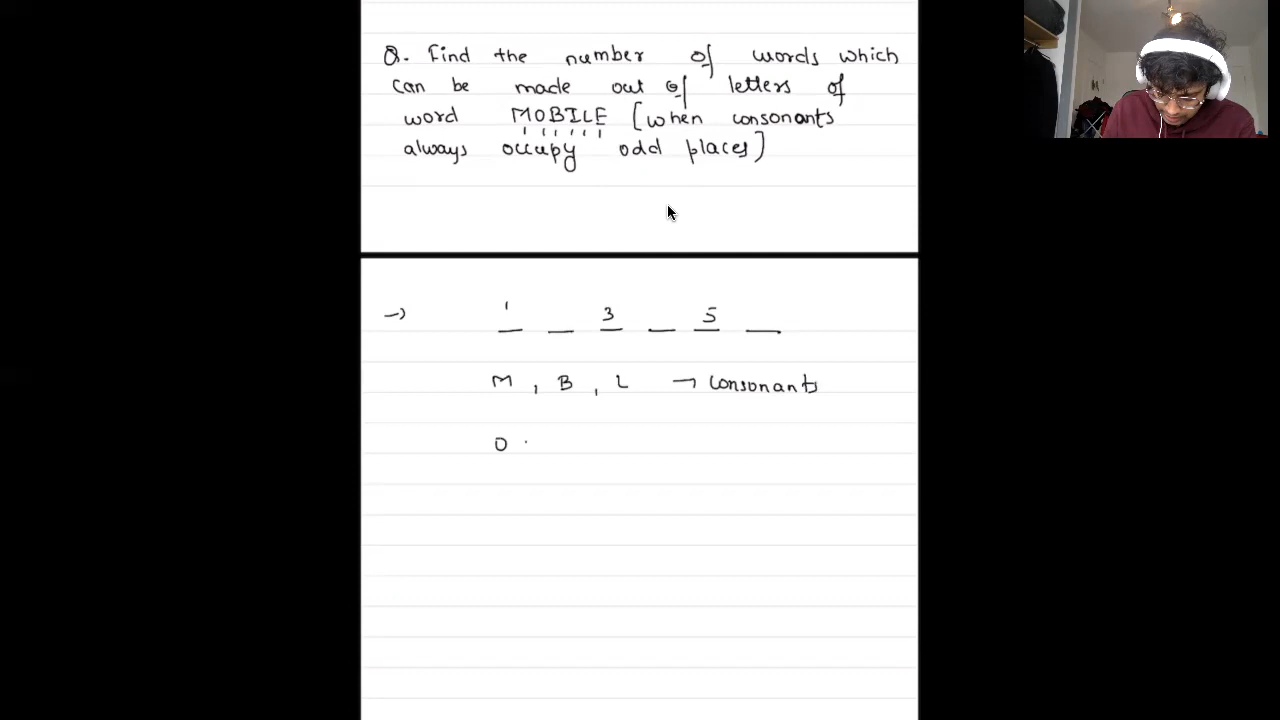 Q. Find the number of words which
can be made out of letters of
word MOBILE [when consonants
always occupy odd places]
1 3 5
→ _ _ _ _ _ _
M , B , L → consonants
O